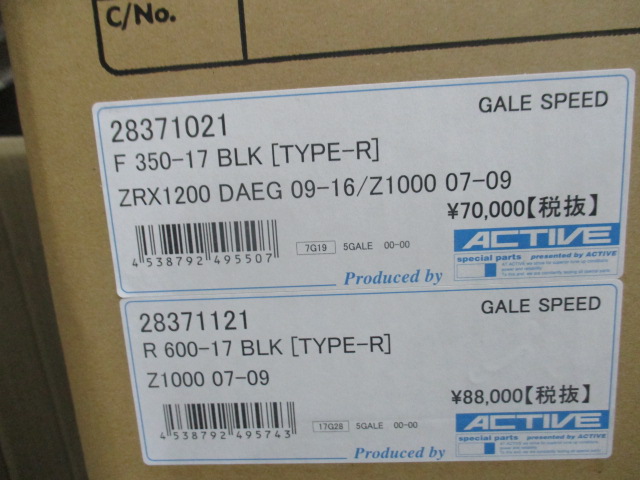 C/No.
28371021
GALE SPEED
F 350-17 BLK [TYPE-R]
ZRX1200 DAEG 09-16/Z1000 07-09
¥70,000【税抜】
4 538792 495507
7G19 5GALE 00-00
ACTIVE
special parts presented by ACTIVE
Produced by
28371121
GALE SPEED
R 600-17 BLK [TYPE-R]
Z1000 07-09
¥88,000【税抜】
4 538792 495743
17G28 5GALE 00-00
ACTIVE
special parts presented by ACTIVE
Produced by